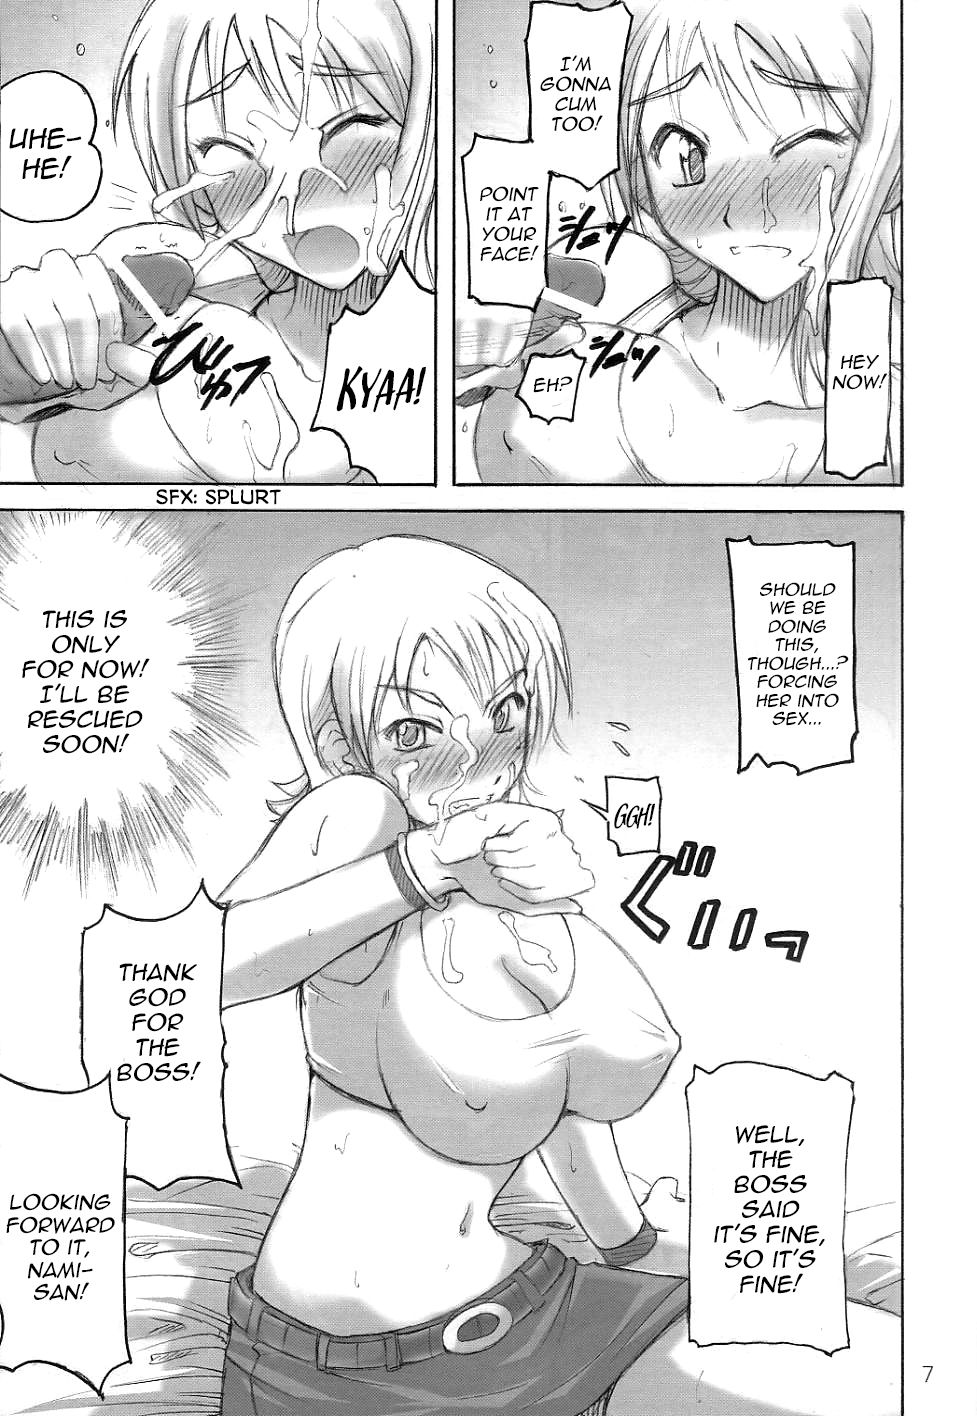 I'M
GONNA
CUM
TOO!
POINT
IT AT
YOUR
FACE!
HEY
NOW!
EH?
UHE-
HE!
KYAA!
SFX: SPLURT
SHOULD
WE BE
DOING
THIS,
THOUGH...?
FORCING
HER INTO
SEX...
GGH!
WELL,
THE
BOSS
SAID
IT'S FINE,
SO IT'S
FINE!
THIS IS
ONLY
FOR NOW!
I'LL BE
RESCUED
SOON!
THANK
GOD
FOR
THE
BOSS!
LOOKING
FORWARD
TO IT,
NAMI-
SAN!
7